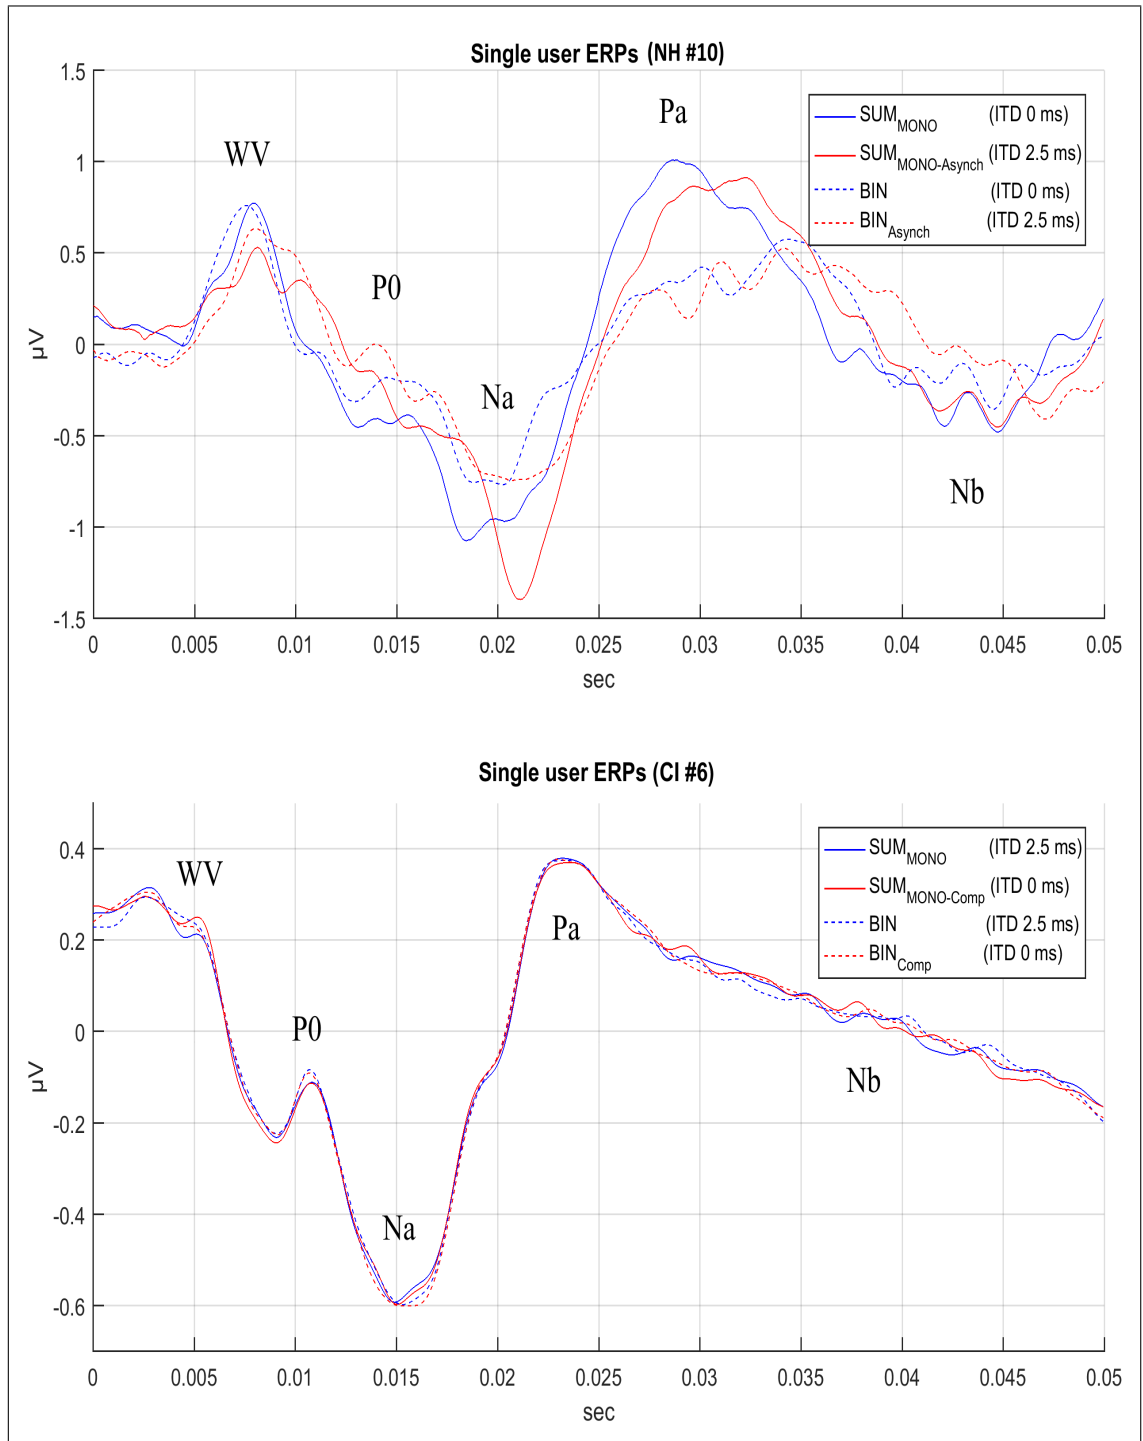 Single user ERPs (NH #10)
1.5
1
0.5
0
-0.5
-1
-1.5
µV
WV
P0
Na
Pa
Nb
SUM_MONO (ITD 0 ms)
SUM_MONO-Asynch (ITD 2.5 ms)
BIN (ITD 0 ms)
BIN_Asynch (ITD 2.5 ms)
0 0.005 0.01 0.015 0.02 0.025 0.03 0.035 0.04 0.045 0.05
sec
Single user ERPs (CI #6)
0.4
0.2
0
-0.2
-0.4
-0.6
µV
WV
P0
Na
Pa
Nb
SUM_MONO (ITD 2.5 ms)
SUM_MONO-Comp (ITD 0 ms)
BIN (ITD 2.5 ms)
BIN_Comp (ITD 0 ms)
0 0.005 0.01 0.015 0.02 0.025 0.03 0.035 0.04 0.045 0.05
sec